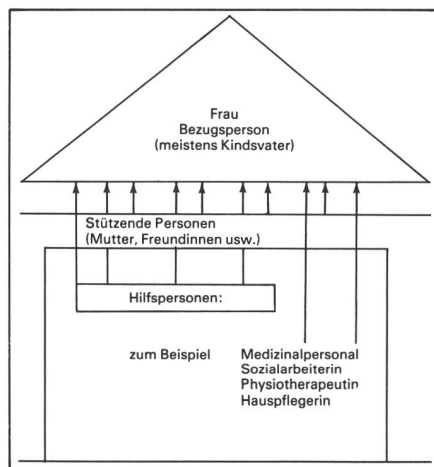 Frau
Bezugsperson
(meistens Kindsvater)
Stützende Personen
(Mutter, Freundinnen usw.)
Hilfspersonen:
zum Beispiel Medizinalpersonal
Sozialarbeiterin
Physiotherapeutin
Hauspflegerin